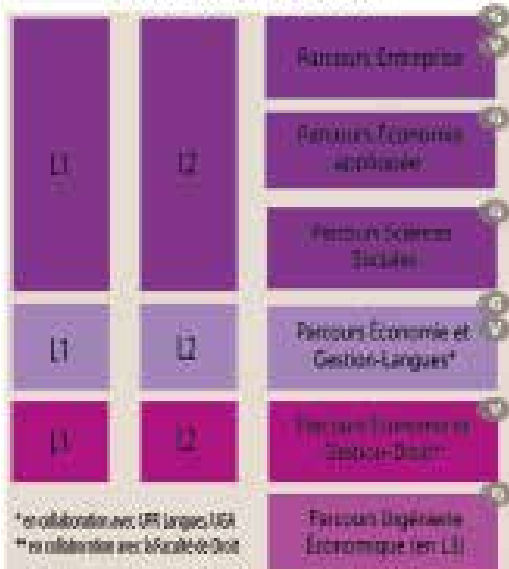 L1
L2
Parcours Entreprise
Parcours Économie
appliquée
Parcours Sciences
Sociales
L1
L2
Parcours Économie et
Gestion-Langues*
L1
L2
Parcours Économie et
Gestion-Droit**
Parcours Ingénierie
Économique (en L3)
* en collaboration avec UFR Langues, UGA
** en collaboration avec la Faculté de Droit